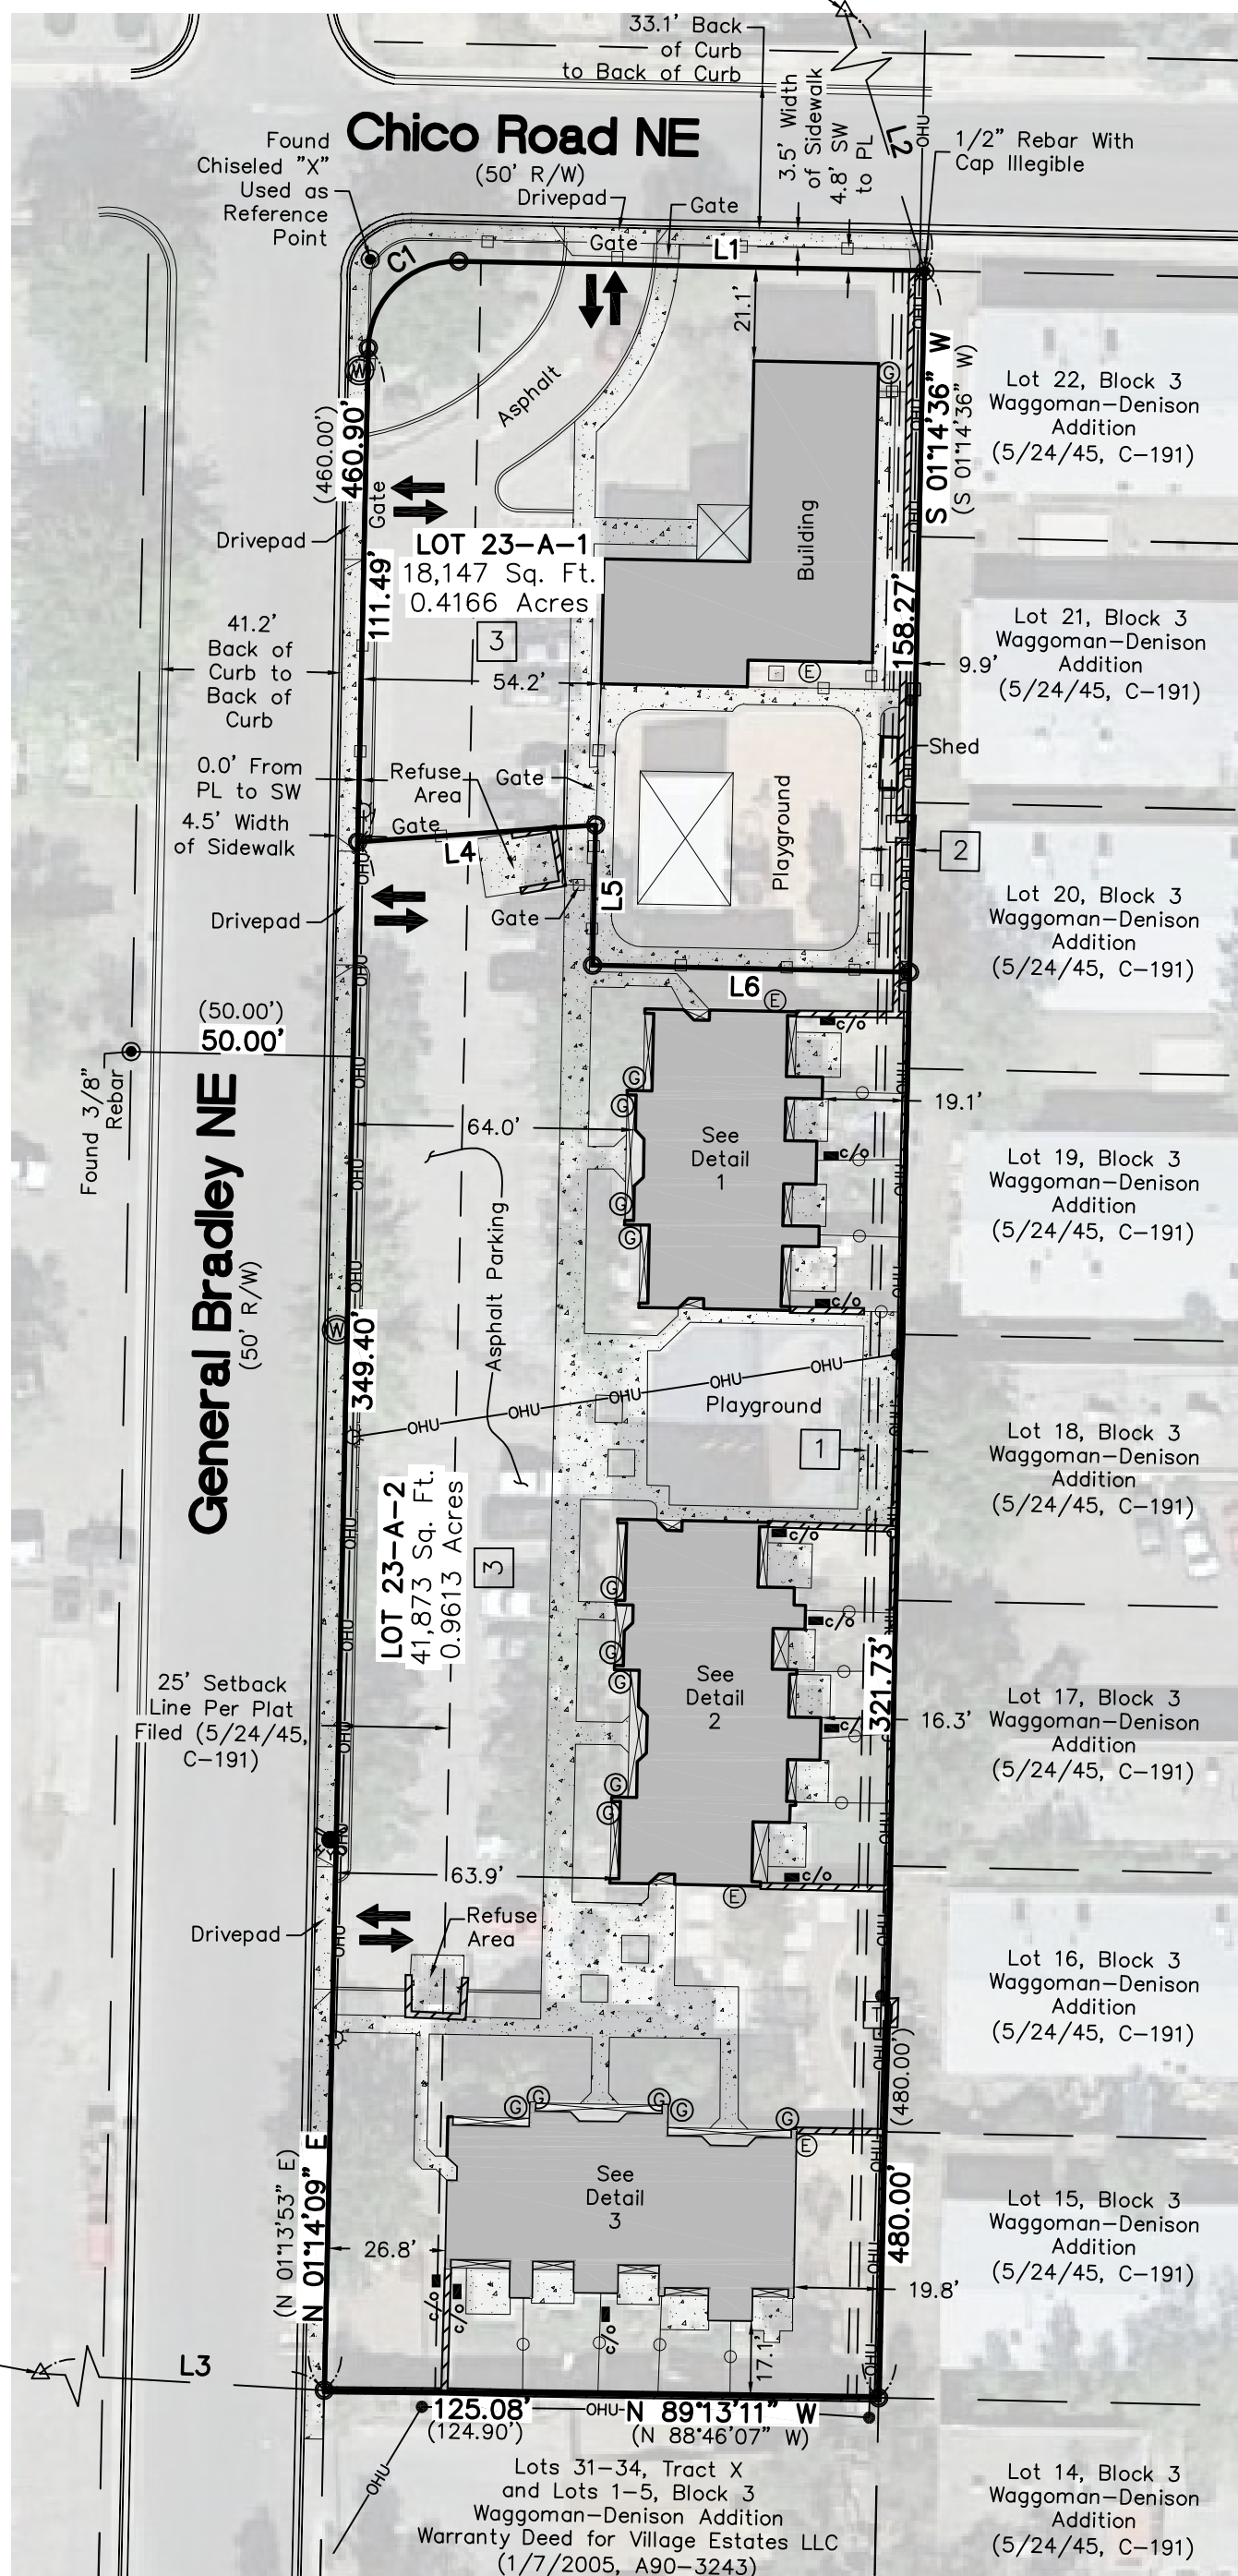 33.1' Back
of Curb
to Back of Curb
3.5' Width
of Sidewalk
4.8' SW
to PL
L2
OHU
1/2" Rebar With
Cap Illegible
Chico Road NE
(50' R/W)
Found
Chiseled "X"
Used as
Reference
Point
Drivepad
Gate
Gate
L1
C1
21.1'
W
G
Asphalt
Building
S 01°14'36" W
(S 01°14'36" W)
Lot 22, Block 3
Waggoman-Denison
Addition
(5/24/45, C-191)
(460.00')
460.90'
Gate
Drivepad
LOT 23-A-1
18,147 Sq. Ft.
0.4166 Acres
111.49'
3
158.27'
41.2'
Back of
Curb to
Back of
Curb
54.2'
E
9.9'
Lot 21, Block 3
Waggoman-Denison
Addition
(5/24/45, C-191)
0.0' From
PL to SW
4.5' Width
of Sidewalk
Refuse
Area
Gate
Gate
L4
Gate
L5
Shed
Playground
2
Drivepad
Lot 20, Block 3
Waggoman-Denison
Addition
(5/24/45, C-191)
L6
E
c/o
(50.00')
50.00'
Found 3/8"
Rebar
General Bradley NE
(50' R/W)
64.0'
G
G
G
G
See
Detail
1
c/o
c/o
19.1'
Lot 19, Block 3
Waggoman-Denison
Addition
(5/24/45, C-191)
Asphalt Parking
W
349.40'
OHU
OHU
OHU
OHU
OHU
Playground
1
Lot 18, Block 3
Waggoman-Denison
Addition
(5/24/45, C-191)
LOT 23-A-2
41,873 Sq. Ft.
0.9613 Acres
3
c/o
c/o
c/o
c/o
G
G
G
G
G
See
Detail
2
321.73'
16.3'
Lot 17, Block 3
Waggoman-Denison
Addition
(5/24/45, C-191)
25' Setback
Line Per Plat
Filed (5/24/45,
C-191)
63.9'
E
Drivepad
Refuse
Area
Lot 16, Block 3
Waggoman-Denison
Addition
(5/24/45, C-191)
T
(480.00')
480.00'
G
G
G
G
G
E
See
Detail
3
N 01°14'09" E
(N 01°13'53" E)
26.8'
c/o
c/o
c/o
17.1'
19.8'
Lot 15, Block 3
Waggoman-Denison
Addition
(5/24/45, C-191)
L3
125.08'
(124.90')
OHU
N 89°13'11" W
(N 88°46'07" W)
OHU
Lots 31-34, Tract X
and Lots 1-5, Block 3
Waggoman-Denison Addition
Warranty Deed for Village Estates LLC
(1/7/2005, A90-3243)
Lot 14, Block 3
Waggoman-Denison
Addition
(5/24/45, C-191)